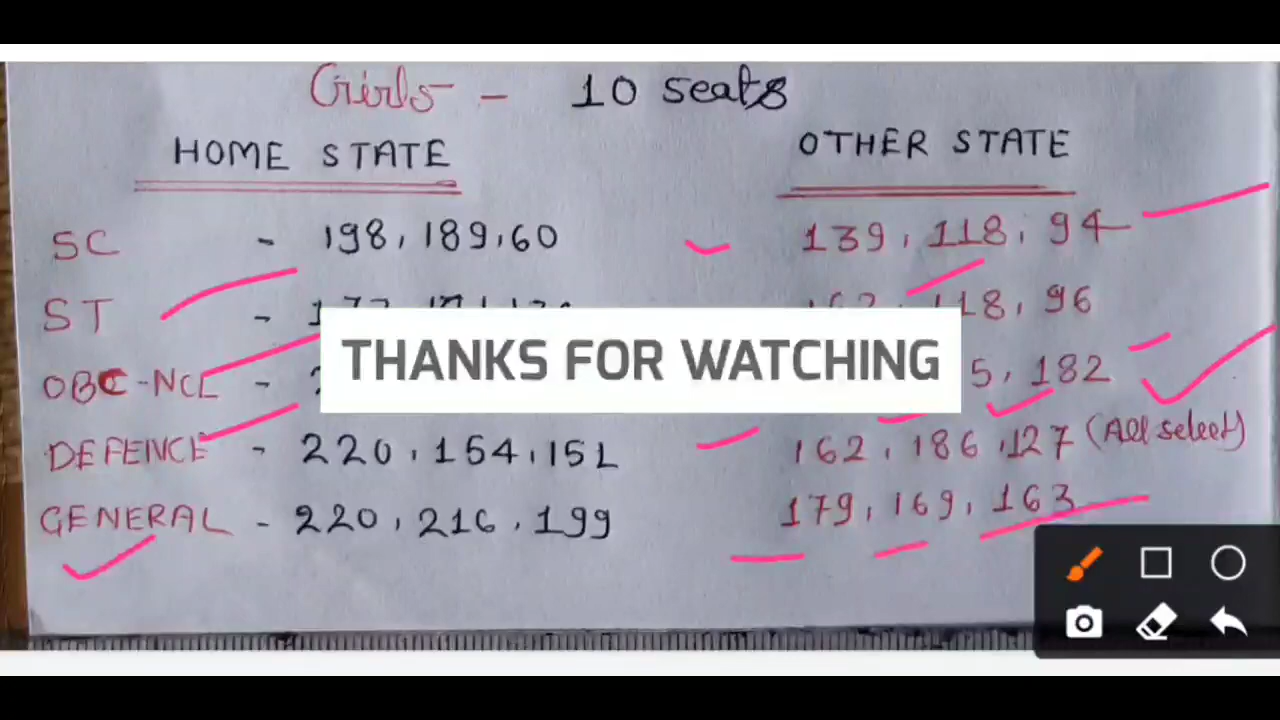 Girls - 10 seats
HOME STATE OTHER STATE
SC - 198, 189, 60 139, 118, 94
ST - 118, 96
THANKS FOR WATCHING
OBC-NCL - 5, 182
DEFENCE - 220, 154, 151 162, 186, 127 (All select)
GENERAL - 220, 216, 199 179, 169, 163